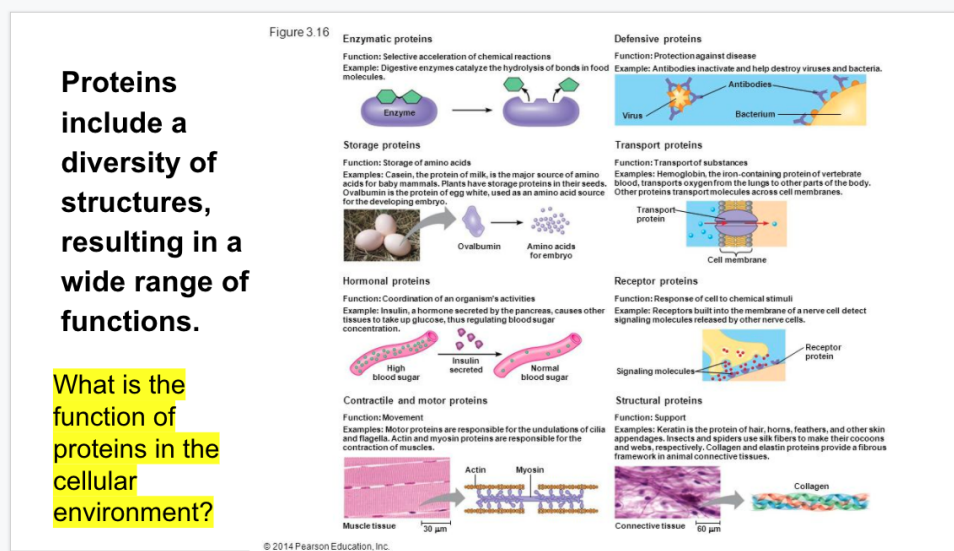 Proteins
include a
diversity of
structures,
resulting in a
wide range of
functions.
What is the
function of
proteins in the
cellular
environment?
Figure 3.16
Enzymatic proteins
Function: Selective acceleration of chemical reactions
Example: Digestive enzymes catalyze the hydrolysis of bonds in food
molecules.
Enzyme
Defensive proteins
Function: Protection against disease
Example: Antibodies inactivate and help destroy viruses and bacteria.
Antibodies
Virus
Bacterium
Storage proteins
Function: Storage of amino acids
Examples: Casein, the protein of milk, is the major source of amino
acids for baby mammals. Plants have storage proteins in their seeds.
Ovalbumin is the protein of egg white, used as an amino acid source
for the developing embryo.
Ovalbumin
Amino acids
for embryo
Transport proteins
Function: Transport of substances
Examples: Hemoglobin, the iron-containing protein of vertebrate
blood, transports oxygen from the lungs to other parts of the body.
Other proteins transport molecules across cell membranes.
Transport
protein
Cell membrane
Hormonal proteins
Function: Coordination of an organism's activities
Example: Insulin, a hormone secreted by the pancreas, causes other
tissues to take up glucose, thus regulating blood sugar
concentration.
High
blood sugar
Insulin
secreted
Normal
blood sugar
Receptor proteins
Function: Response of cell to chemical stimuli
Example: Receptors built into the membrane of a nerve cell detect
signaling molecules released by other nerve cells.
Receptor
protein
Signaling molecules
Contractile and motor proteins
Function: Movement
Examples: Motor proteins are responsible for the undulations of cilia
and flagella. Actin and myosin proteins are responsible for the
contraction of muscles.
Actin
Myosin
Muscle tissue
30 μm
Structural proteins
Function: Support
Examples: Keratin is the protein of hair, horns, feathers, and other skin
appendages. Insects and spiders use silk fibers to make their cocoons
and webs, respectively. Collagen and elastin proteins provide a fibrous
framework in animal connective tissues.
Collagen
Connective tissue
60 μm
© 2014 Pearson Education, Inc.